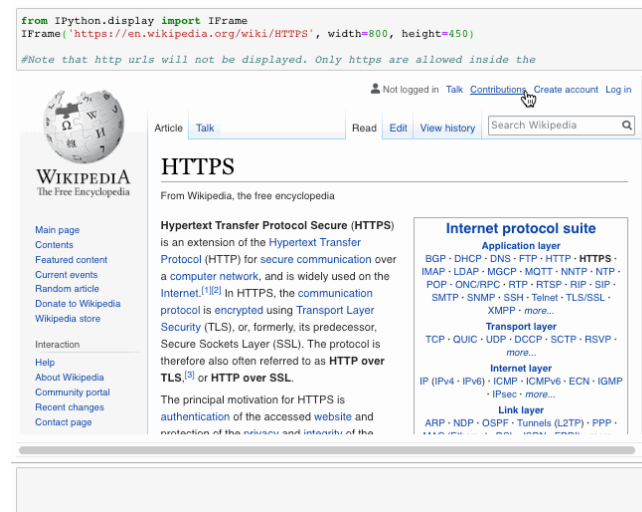 from IPython.display import IFrame
IFrame('https://en.wikipedia.org/wiki/HTTPS', width=800, height=450)
#Note that http urls will not be displayed. Only https are allowed inside the
Not logged in Talk Contributions Create account Log in
Article Talk Read Edit View history Search Wikipedia
WIKIPEDIA
The Free Encyclopedia
Main page
Contents
Featured content
Current events
Random article
Donate to Wikipedia
Wikipedia store
Interaction
Help
About Wikipedia
Community portal
Recent changes
Contact page
HTTPS
From Wikipedia, the free encyclopedia
Hypertext Transfer Protocol Secure (HTTPS)
is an extension of the Hypertext Transfer
Protocol (HTTP) for secure communication over
a computer network, and is widely used on the
Internet.[1][2] In HTTPS, the communication
protocol is encrypted using Transport Layer
Security (TLS), or, formerly, its predecessor,
Secure Sockets Layer (SSL). The protocol is
therefore also often referred to as HTTP over
TLS,[3] or HTTP over SSL.
The principal motivation for HTTPS is
authentication of the accessed website and
protection of the privacy and integrity of the
Internet protocol suite
Application layer
BGP · DHCP · DNS · FTP · HTTP · HTTPS ·
IMAP · LDAP · MGCP · MQTT · NNTP · NTP ·
POP · ONC/RPC · RTP · RTSP · RIP · SIP ·
SMTP · SNMP · SSH · Telnet · TLS/SSL ·
XMPP · more...
Transport layer
TCP · QUIC · UDP · DCCP · SCTP · RSVP ·
more...
Internet layer
IP (IPv4 · IPv6) · ICMP · ICMPv6 · ECN · IGMP
· IPsec · more...
Link layer
ARP · NDP · OSPF · Tunnels (L2TP) · PPP ·